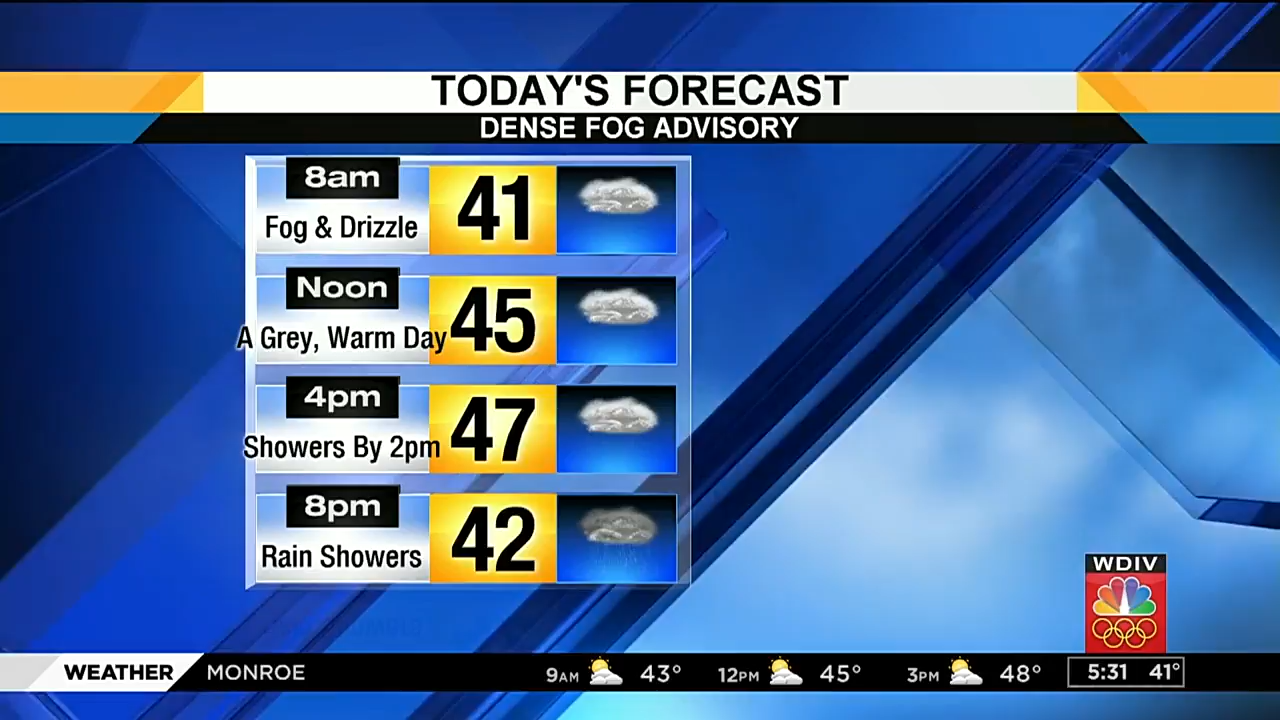 TODAY'S FORECAST
DENSE FOG ADVISORY
8am
Fog & Drizzle
41
Noon
A Grey, Warm Day
45
4pm
Showers By 2pm
47
8pm
Rain Showers
42
WDIV
WEATHER MONROE 9AM 43° 12PM 45° 3PM 48° 5:31 41°